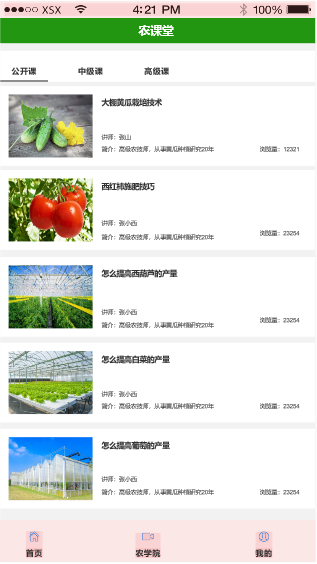 XSX 4:21 PM 100%
农课堂
公开课 中级课 高级课
大棚黄瓜栽培技术
讲师：张山
简介：高级农技师，从事黄瓜种植研究20年 浏览量：12321
西红柿施肥技巧
讲师：张小西
简介：高级农技师，从事黄瓜种植研究20年 浏览量：23254
怎么提高西葫芦的产量
讲师：张小西
简介：高级农技师，从事黄瓜种植研究20年 浏览量：23254
怎么提高白菜的产量
讲师：张小西
简介：高级农技师，从事黄瓜种植研究20年 浏览量：23254
怎么提高葡萄的产量
讲师：张小西
简介：高级农技师，从事黄瓜种植研究20年 浏览量：23254
首页 农学院 我的